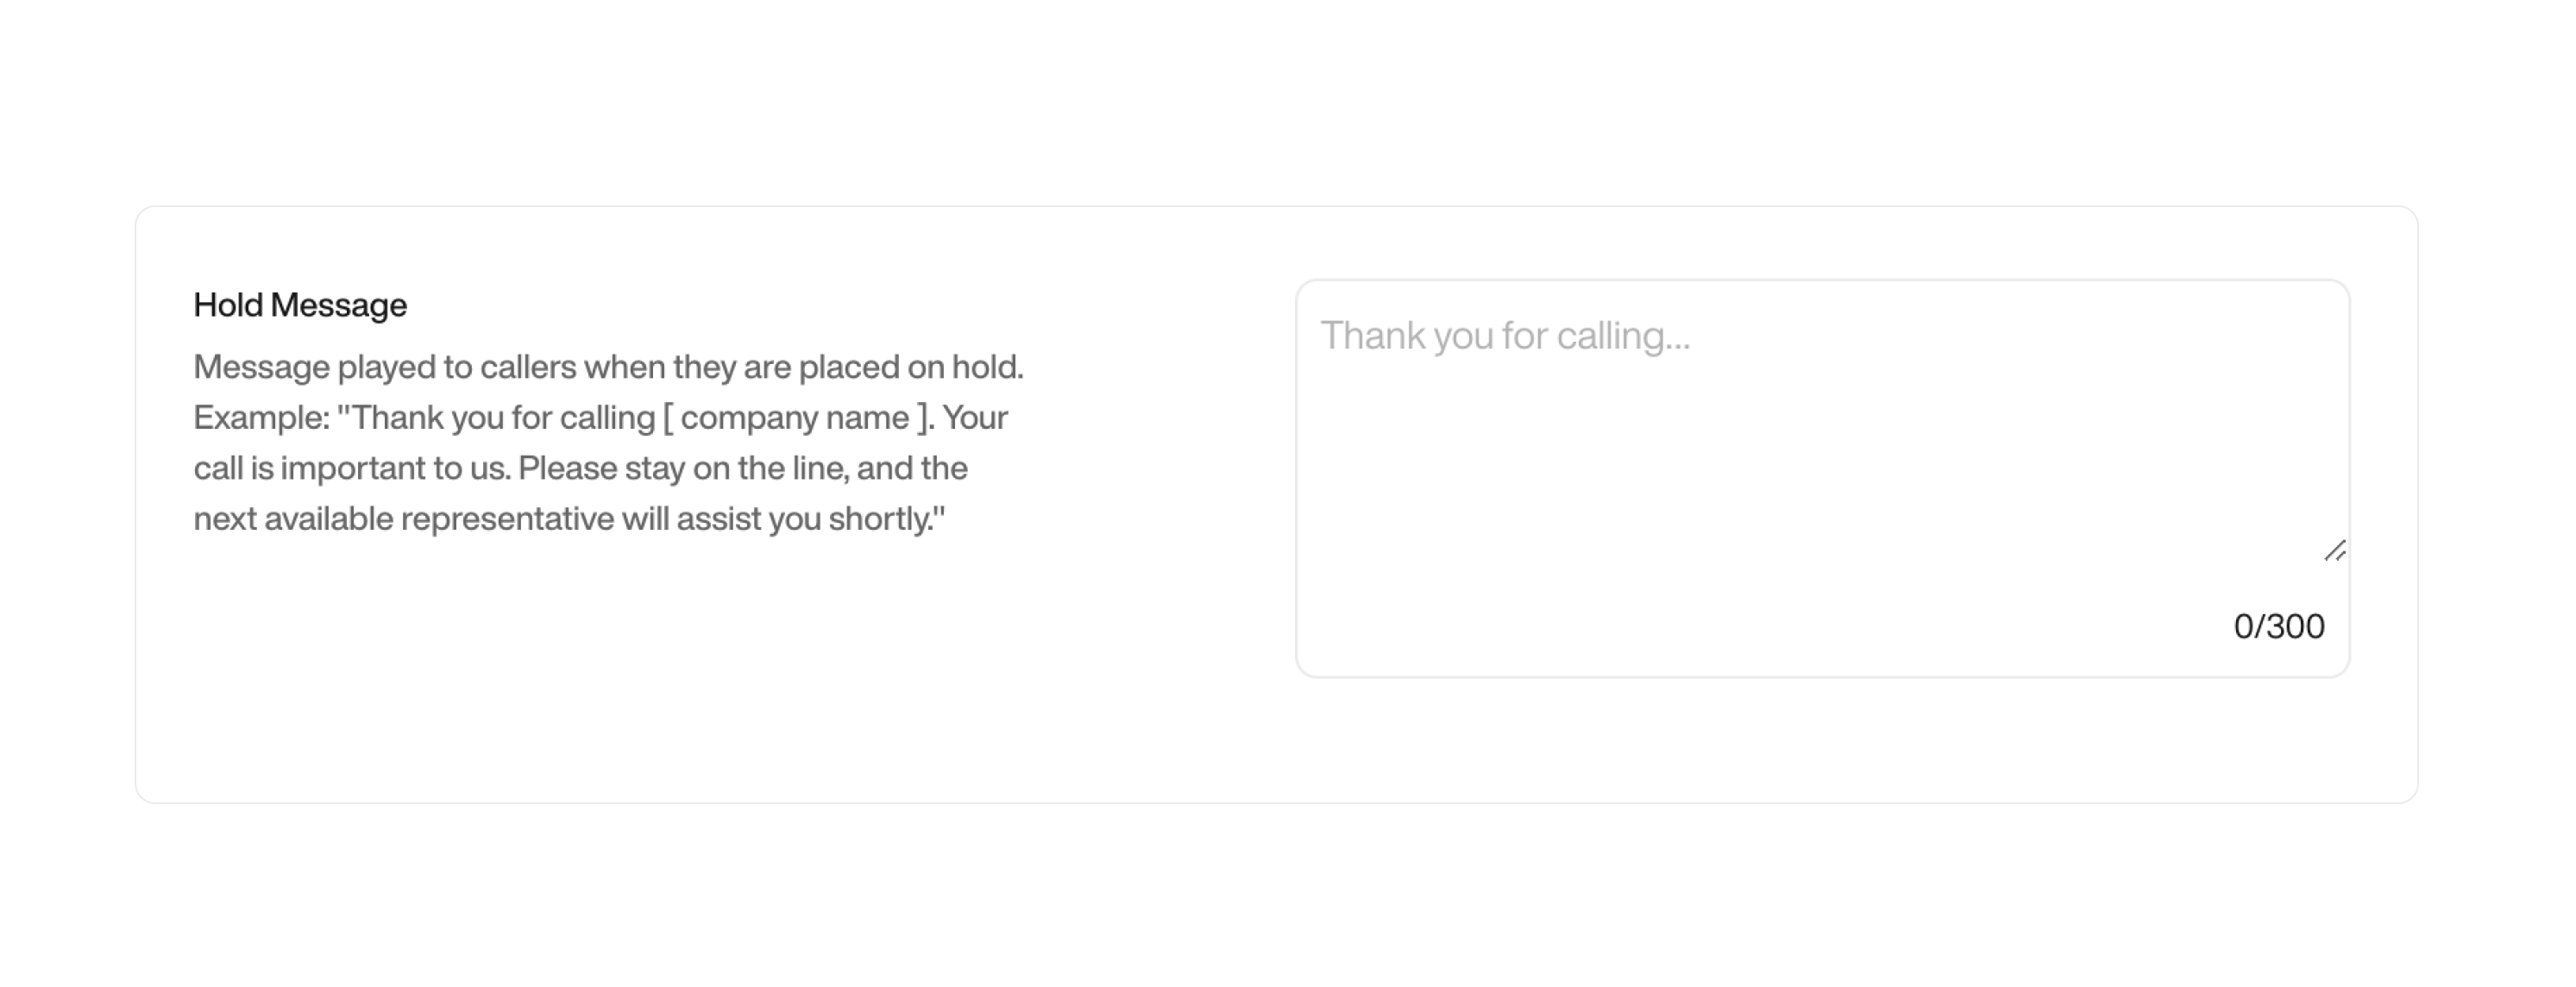 Hold Message
Message played to callers when they are placed on hold.
Example: "Thank you for calling [ company name ]. Your
call is important to us. Please stay on the line, and the
next available representative will assist you shortly."
Thank you for calling...
0/300